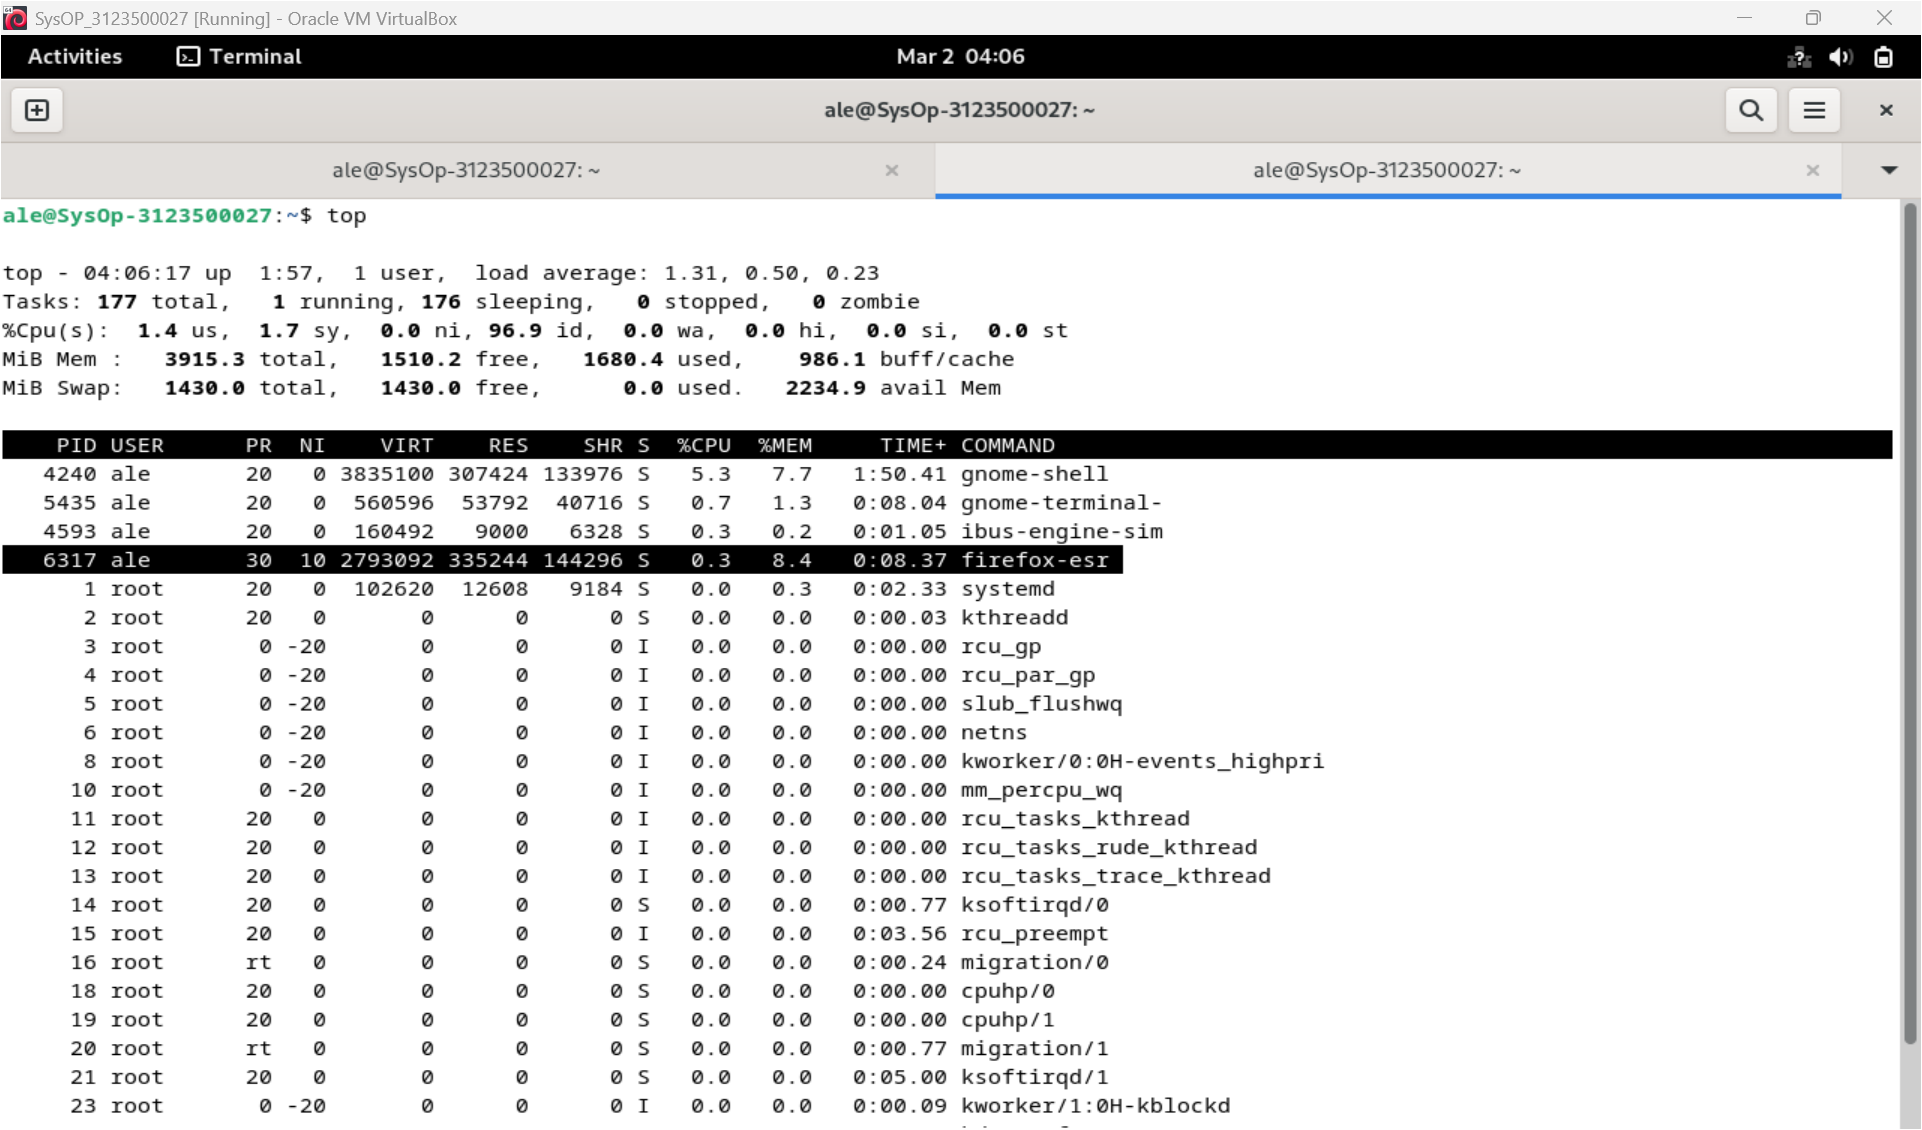 SysOP_3123500027 [Running] - Oracle VM VirtualBox
Activities Terminal Mar 2 04:06
ale@SysOp-3123500027: ~
ale@SysOp-3123500027: ~ ale@SysOp-3123500027: ~
ale@SysOp-3123500027:~$ top
top - 04:06:17 up  1:57,  1 user,  load average: 1.31, 0.50, 0.23
Tasks: 177 total,   1 running, 176 sleeping,   0 stopped,   0 zombie
%Cpu(s):  1.4 us,  1.7 sy,  0.0 ni, 96.9 id,  0.0 wa,  0.0 hi,  0.0 si,  0.0 st
MiB Mem :   3915.3 total,   1510.2 free,   1680.4 used,    986.1 buff/cache
MiB Swap:   1430.0 total,   1430.0 free,      0.0 used.   2234.9 avail Mem
PID USER      PR  NI    VIRT    RES    SHR S  %CPU  %MEM     TIME+ COMMAND
4240 ale       20   0 3835100 307424 133976 S   5.3   7.7   1:50.41 gnome-shell
5435 ale       20   0  560596  53792  40716 S   0.7   1.3   0:08.04 gnome-terminal-
4593 ale       20   0  160492   9000   6328 S   0.3   0.2   0:01.05 ibus-engine-sim
6317 ale       30  10 2793092 335244 144296 S   0.3   8.4   0:08.37 firefox-esr
1 root      20   0  102620  12608   9184 S   0.0   0.3   0:02.33 systemd
2 root      20   0       0      0      0 S   0.0   0.0   0:00.03 kthreadd
3 root       0 -20       0      0      0 I   0.0   0.0   0:00.00 rcu_gp
4 root       0 -20       0      0      0 I   0.0   0.0   0:00.00 rcu_par_gp
5 root       0 -20       0      0      0 I   0.0   0.0   0:00.00 slub_flushwq
6 root       0 -20       0      0      0 I   0.0   0.0   0:00.00 netns
8 root       0 -20       0      0      0 I   0.0   0.0   0:00.00 kworker/0:0H-events_highpri
10 root       0 -20       0      0      0 I   0.0   0.0   0:00.00 mm_percpu_wq
11 root      20   0       0      0      0 I   0.0   0.0   0:00.00 rcu_tasks_kthread
12 root      20   0       0      0      0 I   0.0   0.0   0:00.00 rcu_tasks_rude_kthread
13 root      20   0       0      0      0 I   0.0   0.0   0:00.00 rcu_tasks_trace_kthread
14 root      20   0       0      0      0 S   0.0   0.0   0:00.77 ksoftirqd/0
15 root      20   0       0      0      0 I   0.0   0.0   0:03.56 rcu_preempt
16 root      rt   0       0      0      0 S   0.0   0.0   0:00.24 migration/0
18 root      20   0       0      0      0 S   0.0   0.0   0:00.00 cpuhp/0
19 root      20   0       0      0      0 S   0.0   0.0   0:00.00 cpuhp/1
20 root      rt   0       0      0      0 S   0.0   0.0   0:00.77 migration/1
21 root      20   0       0      0      0 S   0.0   0.0   0:05.00 ksoftirqd/1
23 root       0 -20       0      0      0 I   0.0   0.0   0:00.09 kworker/1:0H-kblockd